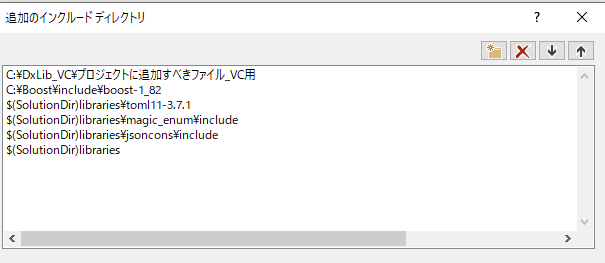 追加のインクルード ディレクトリ
C:¥DxLib_VC¥プロジェクトに追加すべきファイル_VC用
C:¥Boost¥include¥boost-1_82
$(SolutionDir)libraries¥toml11-3.7.1
$(SolutionDir)libraries¥magic_enum¥include
$(SolutionDir)libraries¥jsoncons¥include
$(SolutionDir)libraries